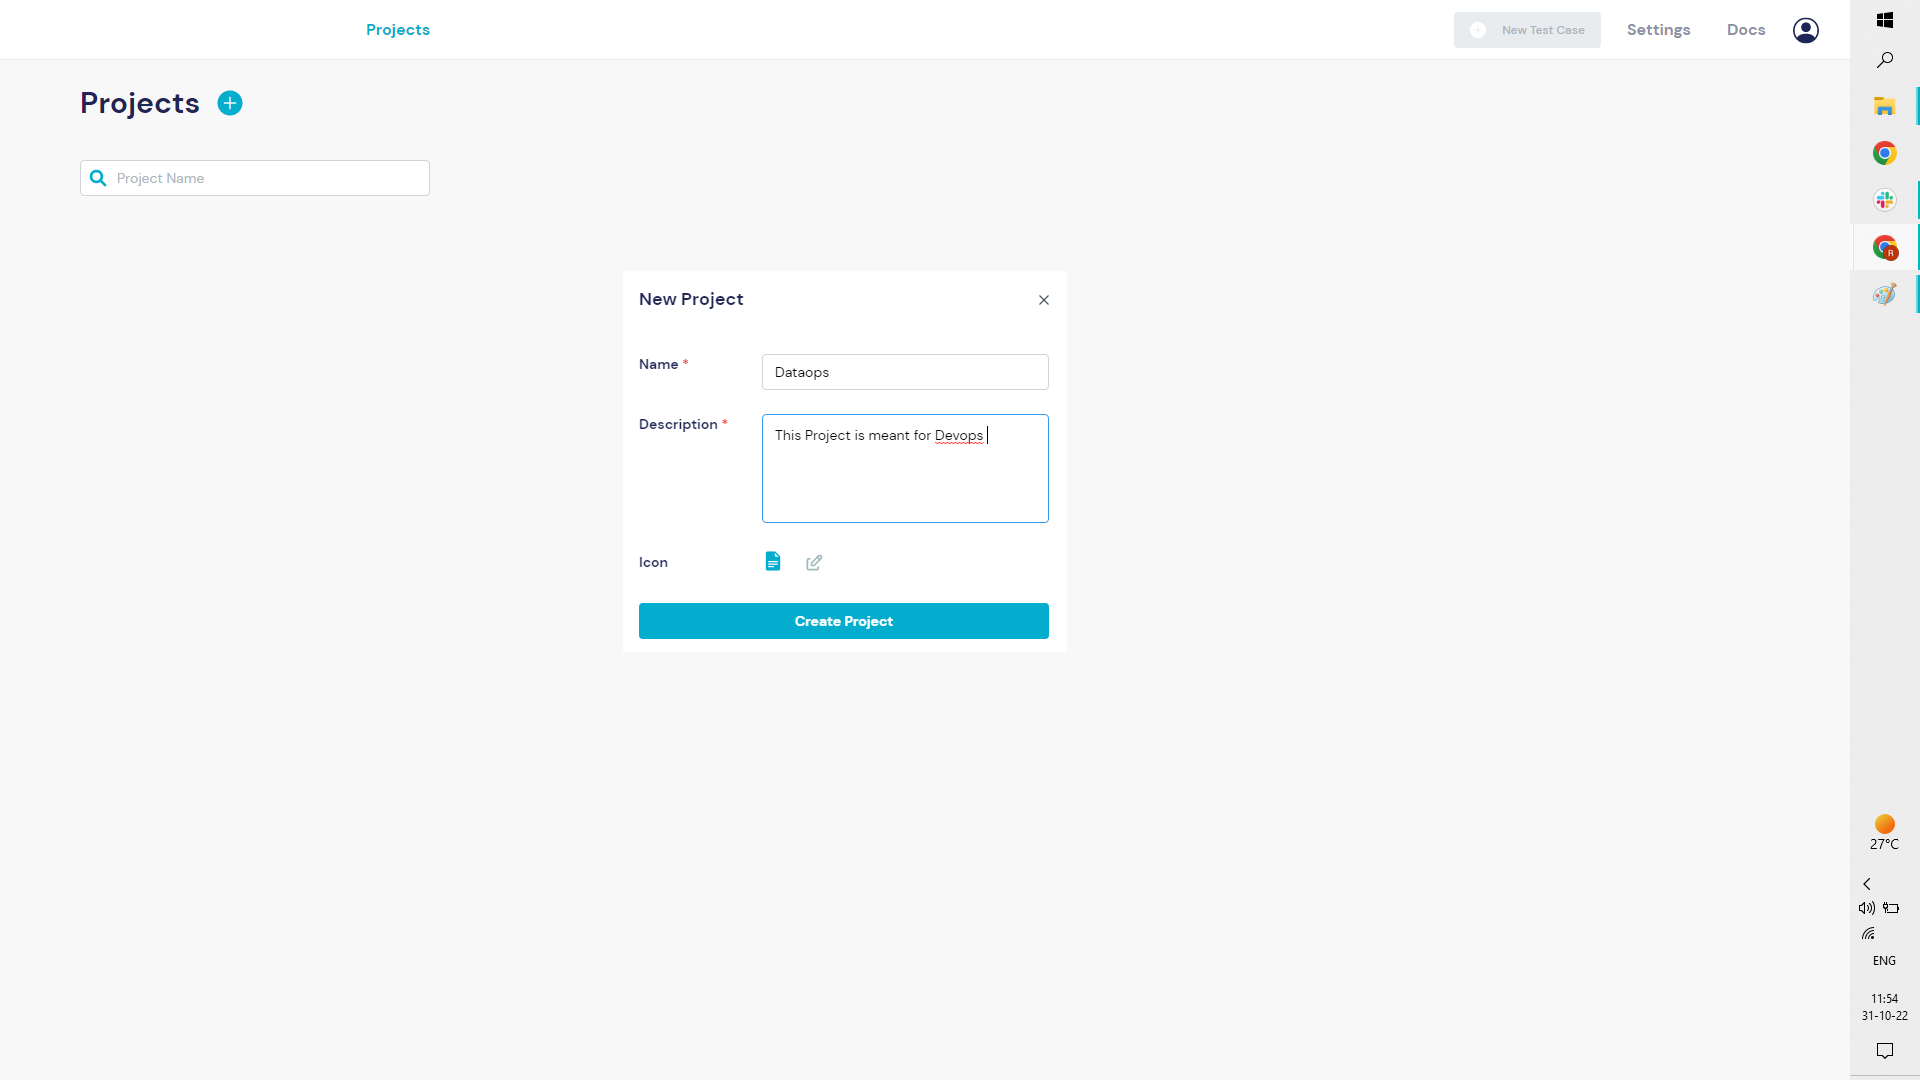 Projects
New Test Case
Settings
Docs
Projects
Project Name
New Project
Name *
Dataops
Description *
This Project is meant for Devops
Icon
Create Project
R
27°C
ENG
11:54
31-10-22